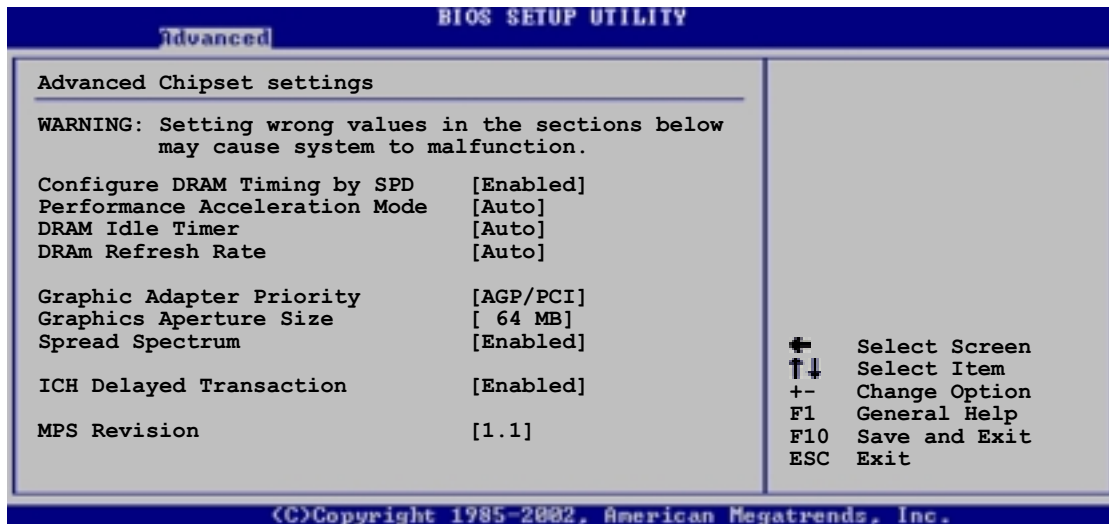 BIOS SETUP UTILITY
Advanced
Advanced Chipset settings
WARNING: Setting wrong values in the sections below
may cause system to malfunction.
Configure DRAM Timing by SPD [Enabled]
Performance Acceleration Mode [Auto]
DRAM Idle Timer [Auto]
DRAm Refresh Rate [Auto]
Graphic Adapter Priority [AGP/PCI]
Graphics Aperture Size [ 64 MB]
Spread Spectrum [Enabled]
ICH Delayed Transaction [Enabled]
MPS Revision [1.1]
← Select Screen
↑↓ Select Item
+- Change Option
F1 General Help
F10 Save and Exit
ESC Exit
(C)Copyright 1985-2002, American Megatrends, Inc.